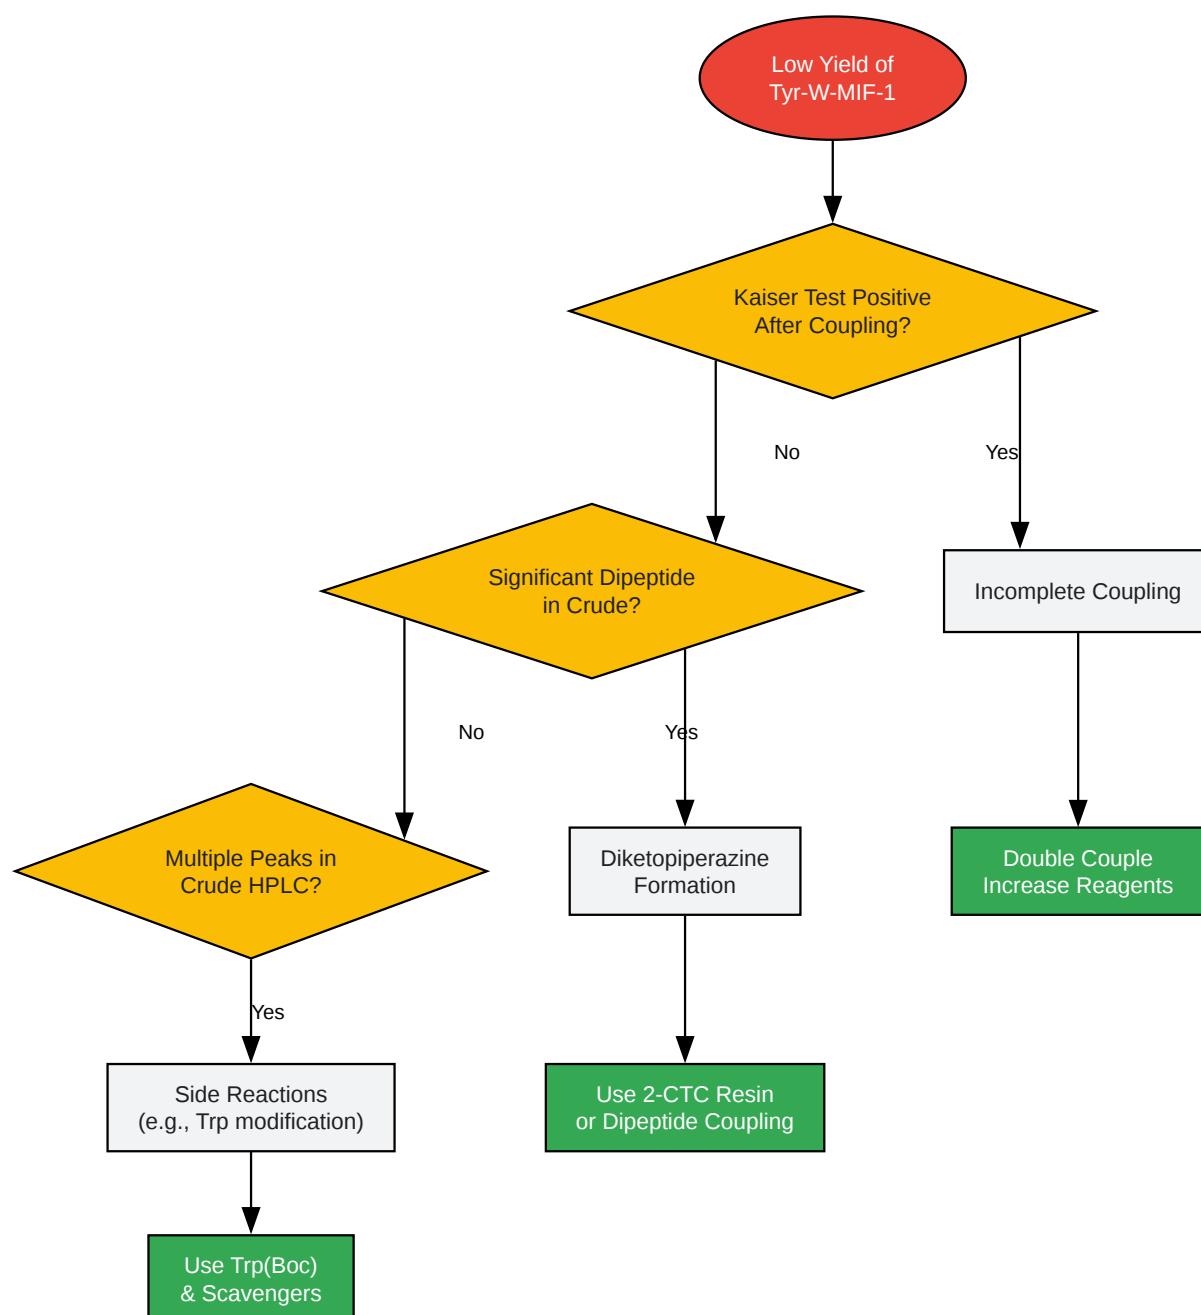 Low Yield of
Tyr-W-MIF-1
Kaiser Test Positive
After Coupling?
No
Yes
Significant Dipeptide
in Crude?
Incomplete Coupling
No
Yes
Multiple Peaks in
Crude HPLC?
Diketopiperazine
Formation
Double Couple
Increase Reagents
Yes
Side Reactions
(e.g., Trp modification)
Use 2-CTC Resin
or Dipeptide Coupling
Use Trp(Boc)
& Scavengers